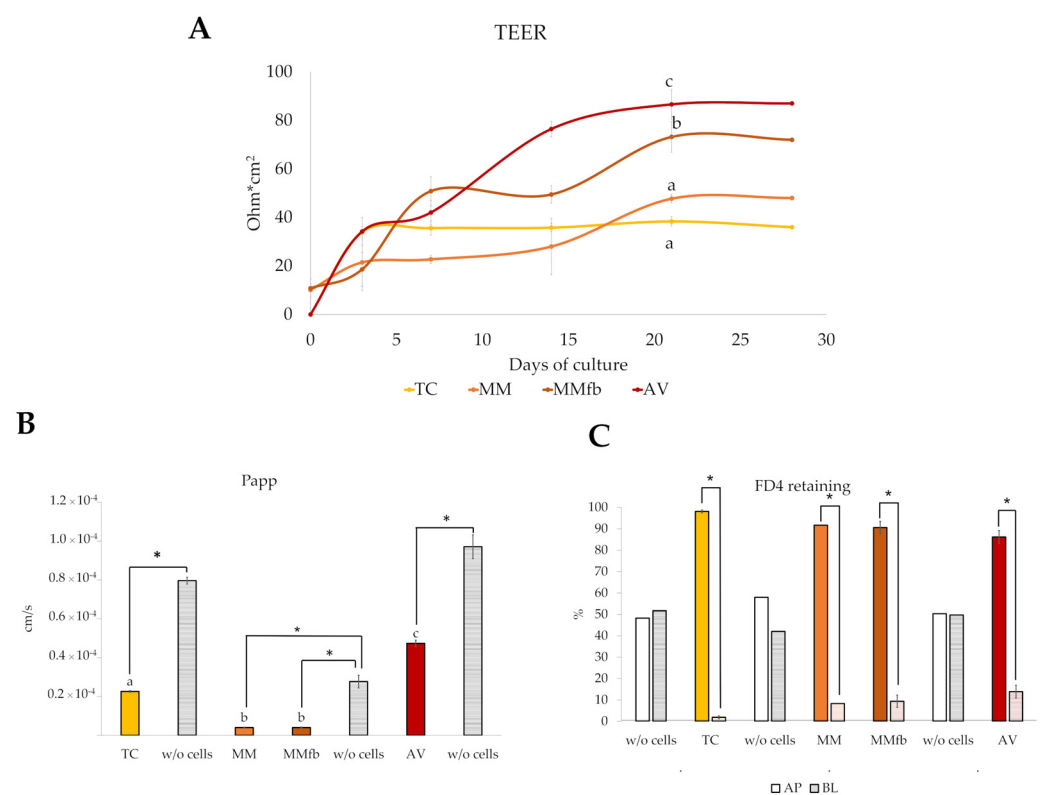 A
TEER
100
80
60
40
20
0
Ohm*cm²
c
b
a
a
0 5 10 15 20 25 30
Days of culture
TC MM MMfb AV
B
Papp
1.2 × 10⁻⁴
1.0 × 10⁻⁴
0.8 × 10⁻⁴
0.6 × 10⁻⁴
0.4 × 10⁻⁴
0.2 × 10⁻⁴
cm/s
* * * *
a b b c
TC w/o cells MM MMfb w/o cells AV w/o cells
C
FD4 retaining
* * * *
100
90
80
70
60
50
40
30
20
10
0
%
w/o cells TC w/o cells MM MMfb w/o cells AV
AP BL